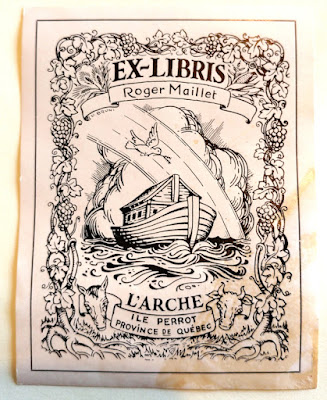 EX-LIBRIS
Roger Maillet
L'ARCHE
ILE PERROT
PROVINCE DE QUÉBEC